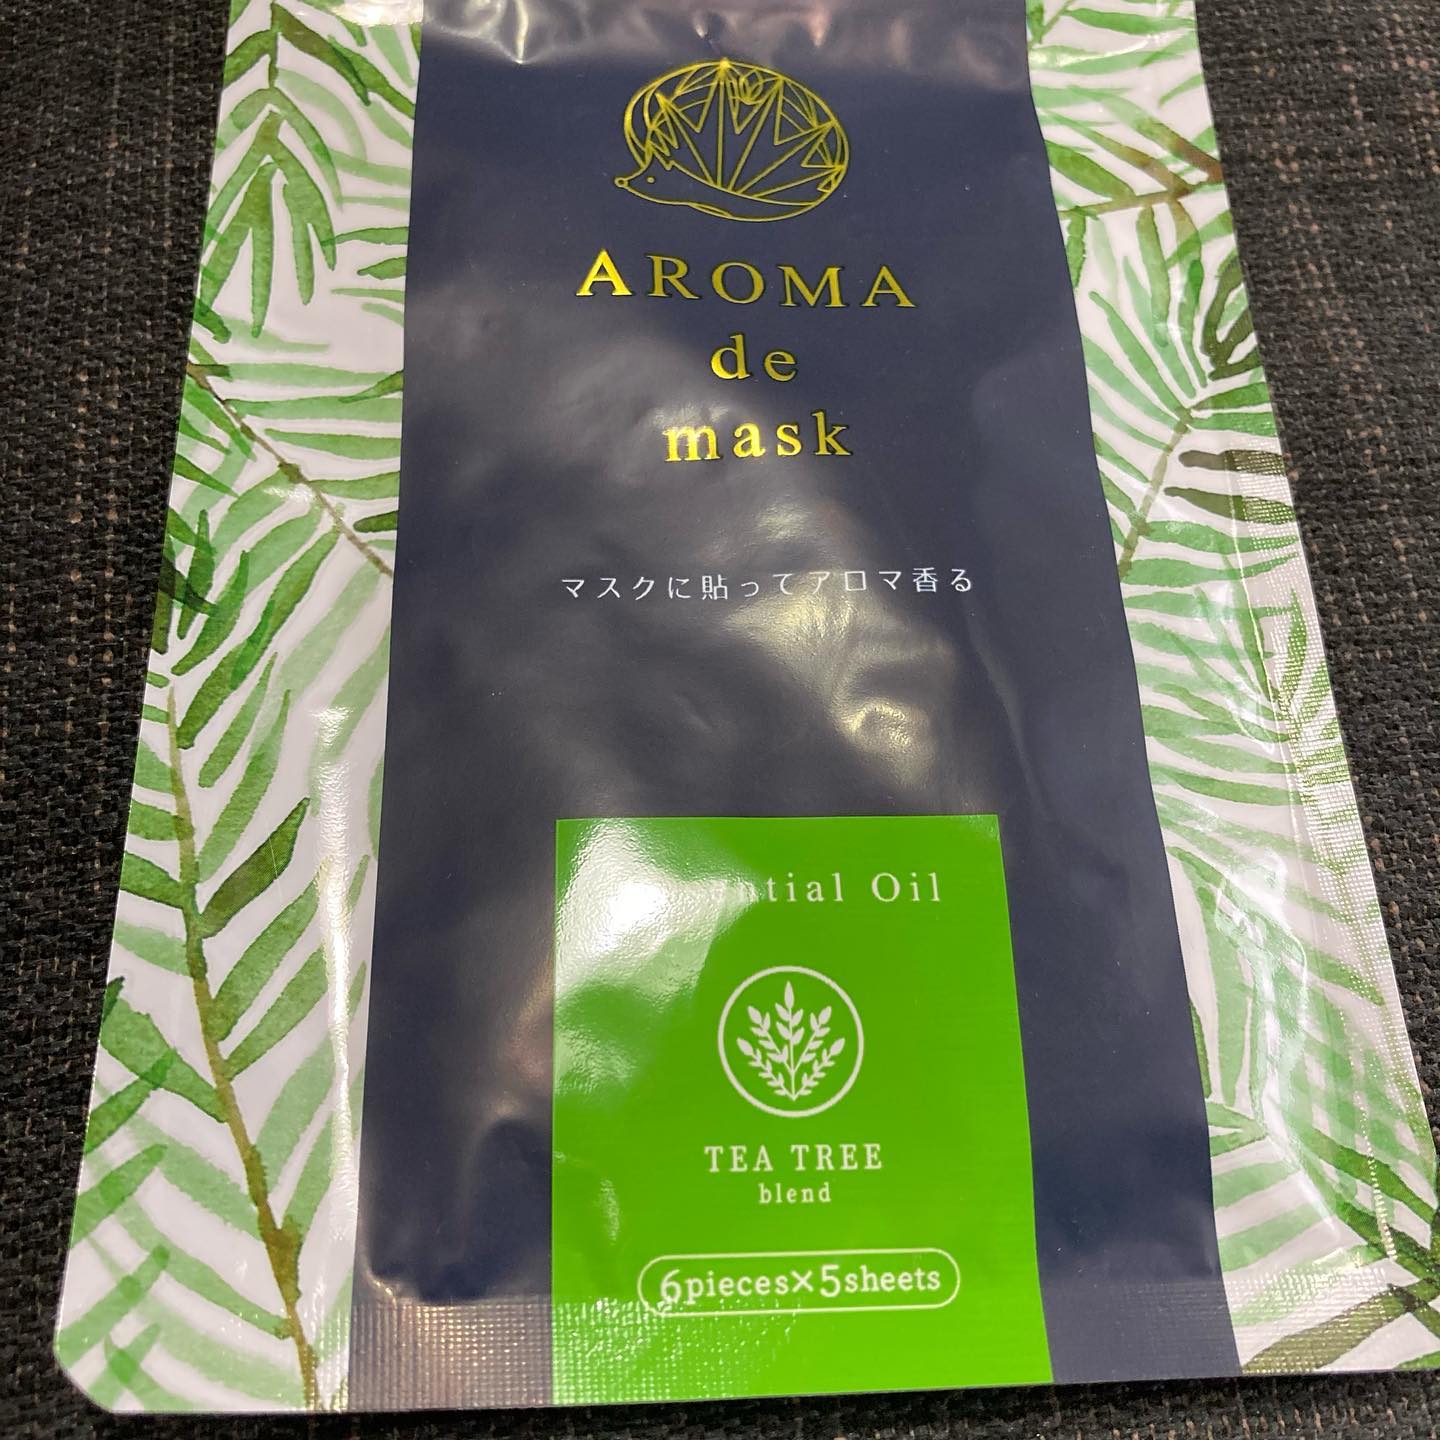 AROMA
de
mask
マスクに貼ってアロマ香る
Oil
TEA TREE
blend
6pieces×5sheets